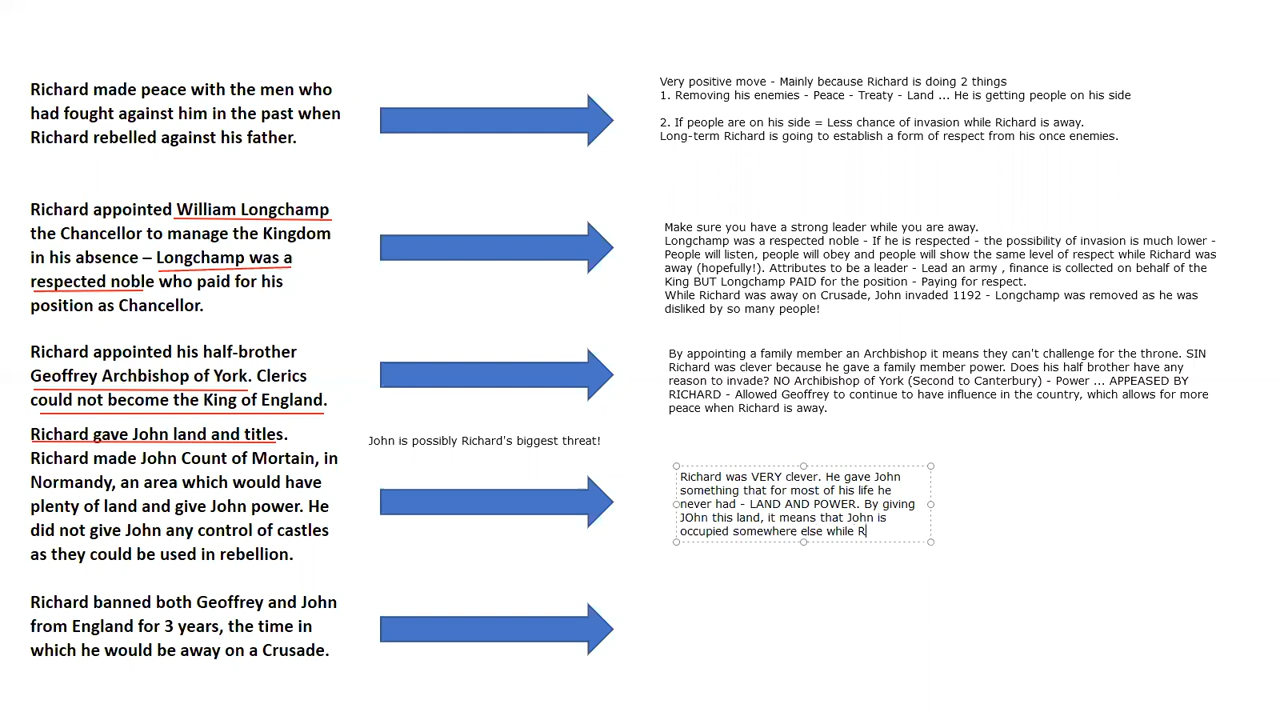 Richard made peace with the men who
had fought against him in the past when
Richard rebelled against his father.
Very positive move - Mainly because Richard is doing 2 things
1. Removing his enemies - Peace - Treaty - Land ... He is getting people on his side
2. If people are on his side = Less chance of invasion while Richard is away.
Long-term Richard is going to establish a form of respect from his once enemies.
Richard appointed William Longchamp
the Chancellor to manage the Kingdom
in his absence – Longchamp was a
respected noble who paid for his
position as Chancellor.
Make sure you have a strong leader while you are away.
Longchamp was a respected noble - If he is respected - the possibility of invasion is much lower -
People will listen, people will obey and people will show the same level of respect while Richard was
away (hopefully!). Attributes to be a leader - Lead an army , finance is collected on behalf of the
King BUT Longchamp PAID for the position - Paying for respect.
While Richard was away on Crusade, John invaded 1192 - Longchamp was removed as he was
disliked by so many people!
Richard appointed his half-brother
Geoffrey Archbishop of York. Clerics
could not become the King of England.
By appointing a family member an Archbishop it means they can't challenge for the throne. SIN
Richard was clever because he gave a family member power. Does his half brother have any
reason to invade? NO Archbishop of York (Second to Canterbury) - Power ... APPEASED BY
RICHARD - Allowed Geoffrey to continue to have influence in the country, which allows for more
peace when Richard is away.
Richard gave John land and titles.
Richard made John Count of Mortain, in
Normandy, an area which would have
plenty of land and give John power. He
did not give John any control of castles
as they could be used in rebellion.
John is possibly Richard's biggest threat!
Richard was VERY clever. He gave John
something that for most of his life he
never had - LAND AND POWER. By giving
JOhn this land, it means that John is
occupied somewhere else while R
Richard banned both Geoffrey and John
from England for 3 years, the time in
which he would be away on a Crusade.